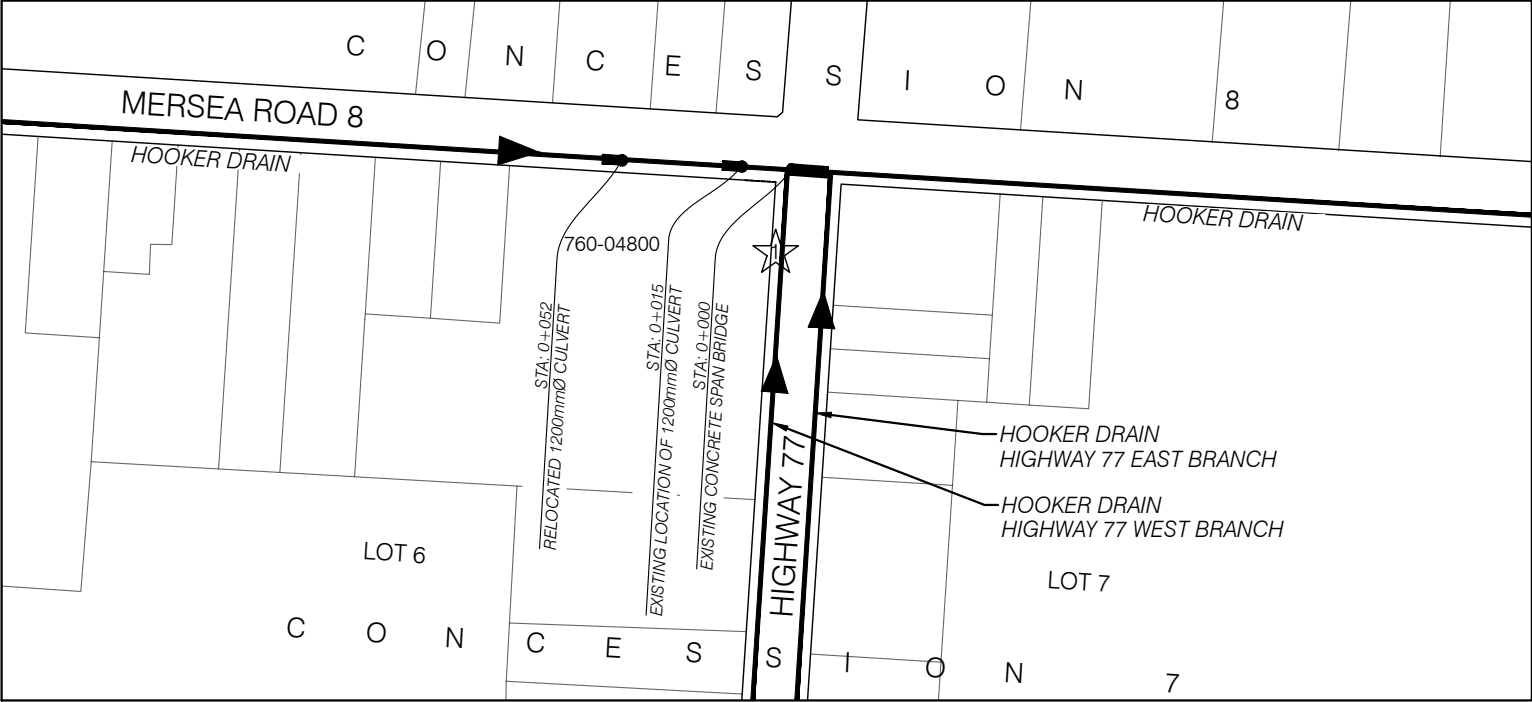 C O N C E S S I O N 8
MERSEA ROAD 8
HOOKER DRAIN
HOOKER DRAIN
760-04800
1
STA: 0+052
RELOCATED 1200mmØ CULVERT
STA: 0+015
EXISTING LOCATION OF 1200mmØ CULVERT
STA: 0+000
EXISTING CONCRETE SPAN BRIDGE
HIGHWAY 77
HOOKER DRAIN
HIGHWAY 77 EAST BRANCH
HOOKER DRAIN
HIGHWAY 77 WEST BRANCH
LOT 6
LOT 7
C O N C E S S I O N 7